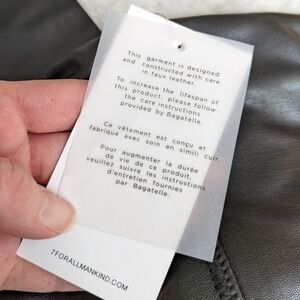 This garment is designed
and constructed with care
in faux leather.
To increase the lifespan of
this product, please follow
the care instructions
provided by Bagatelle.
Ce vêtement est conçu et
fabriqué avec soin en simili cuir.
Pour augmenter la durée
de vie de ce produit,
veuillez suivre les instrustions
d'entretien fournies
par Bagatelle.
7FORALLMANKIND.COM